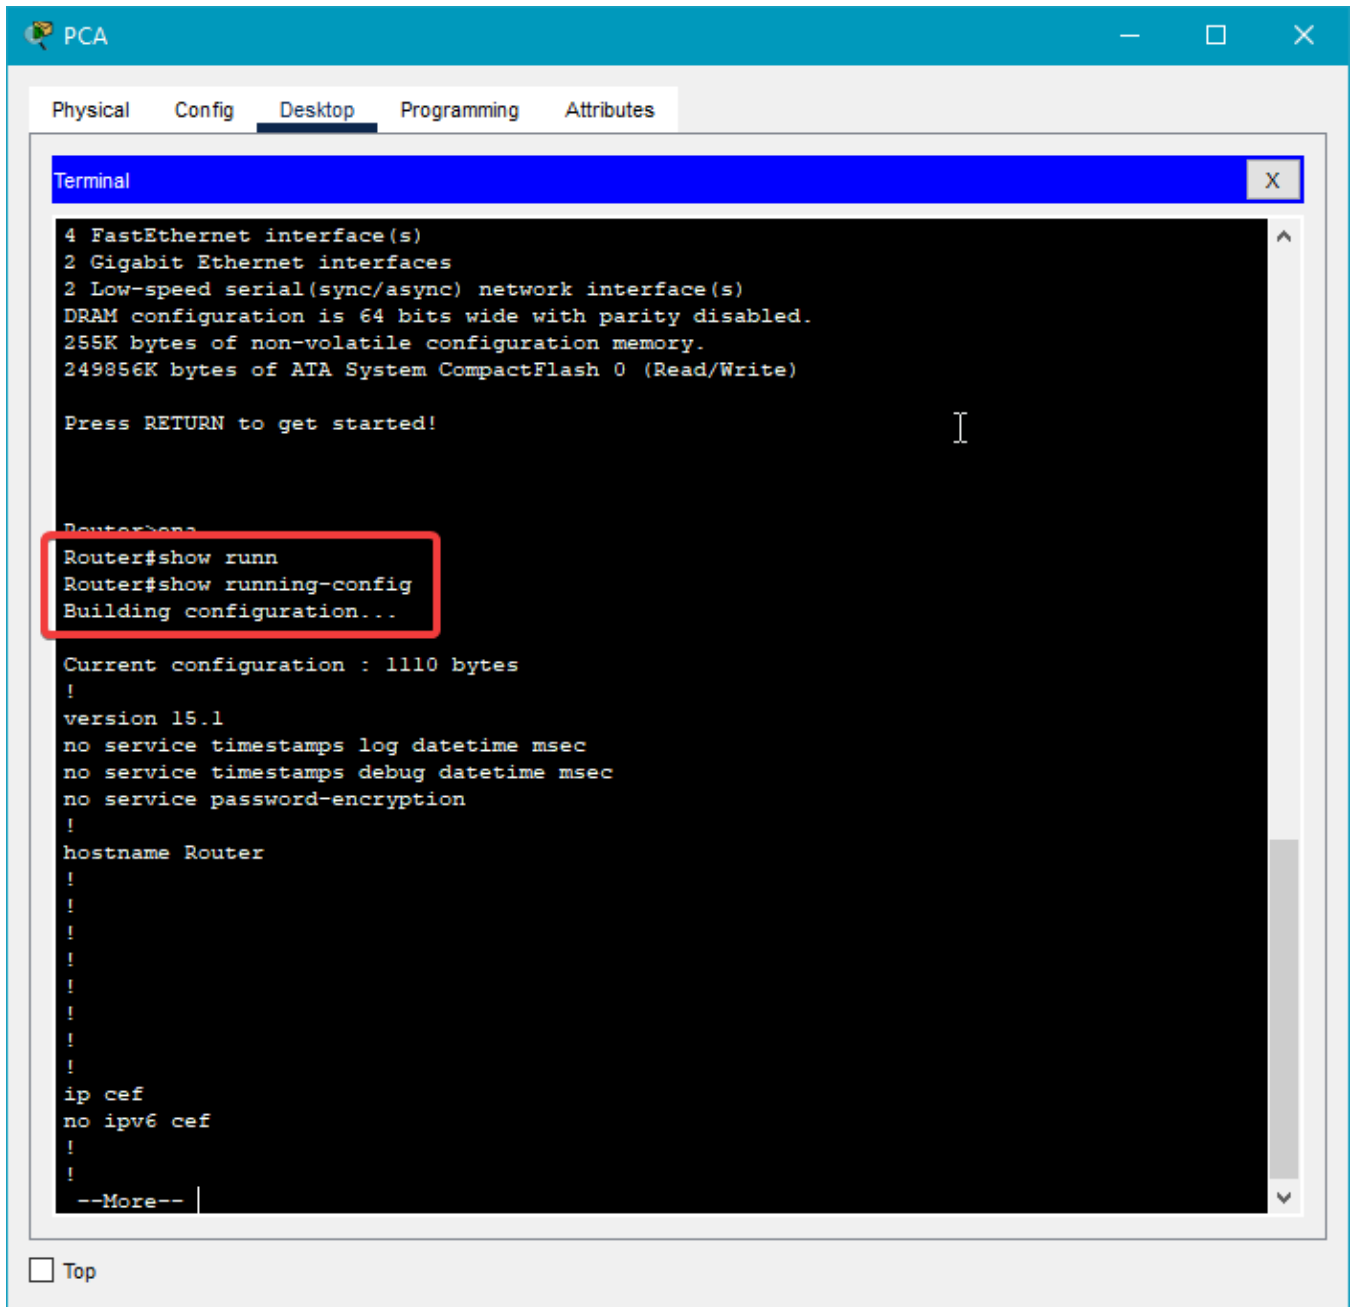 PCA
Physical Config Desktop Programming Attributes
Terminal
X
4 FastEthernet interface(s)
2 Gigabit Ethernet interfaces
2 Low-speed serial(sync/async) network interface(s)
DRAM configuration is 64 bits wide with parity disabled.
255K bytes of non-volatile configuration memory.
249856K bytes of ATA System CompactFlash 0 (Read/Write)
Press RETURN to get started!
Router>ena
Router#show runn
Router#show running-config
Building configuration...
Current configuration : 1110 bytes
!
version 15.1
no service timestamps log datetime msec
no service timestamps debug datetime msec
no service password-encryption
!
hostname Router
!
!
!
!
!
!
!
!
ip cef
no ipv6 cef
!
!
--More--
Top